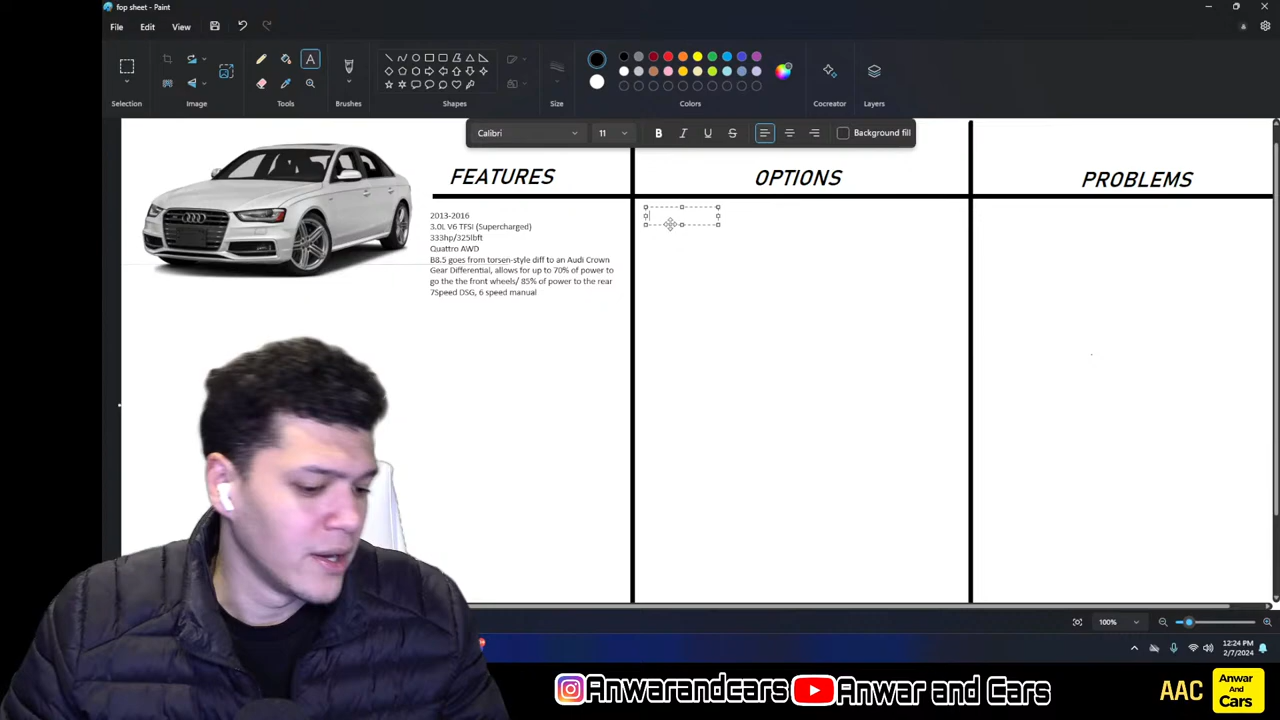 fop sheet - Paint
File Edit View
Selection Image Tools Brushes Shapes Size Colors Cocreator Layers
Calibri 11 B I U S Background fill
FEATURES OPTIONS PROBLEMS
2013-2016
3.0L V6 TFSI (Supercharged)
333hp/325lbft
Quattro AWD
B8.5 goes from torsen-style diff to an Audi Crown
Gear Differential, allows for up to 70% of power to
go the the front wheels/ 85% of power to the rear
7Speed DSG, 6 speed manual
100%
12:24 PM
2/7/2024
Anwarandcars Anwar and Cars AAC
Anwar
And
Cars